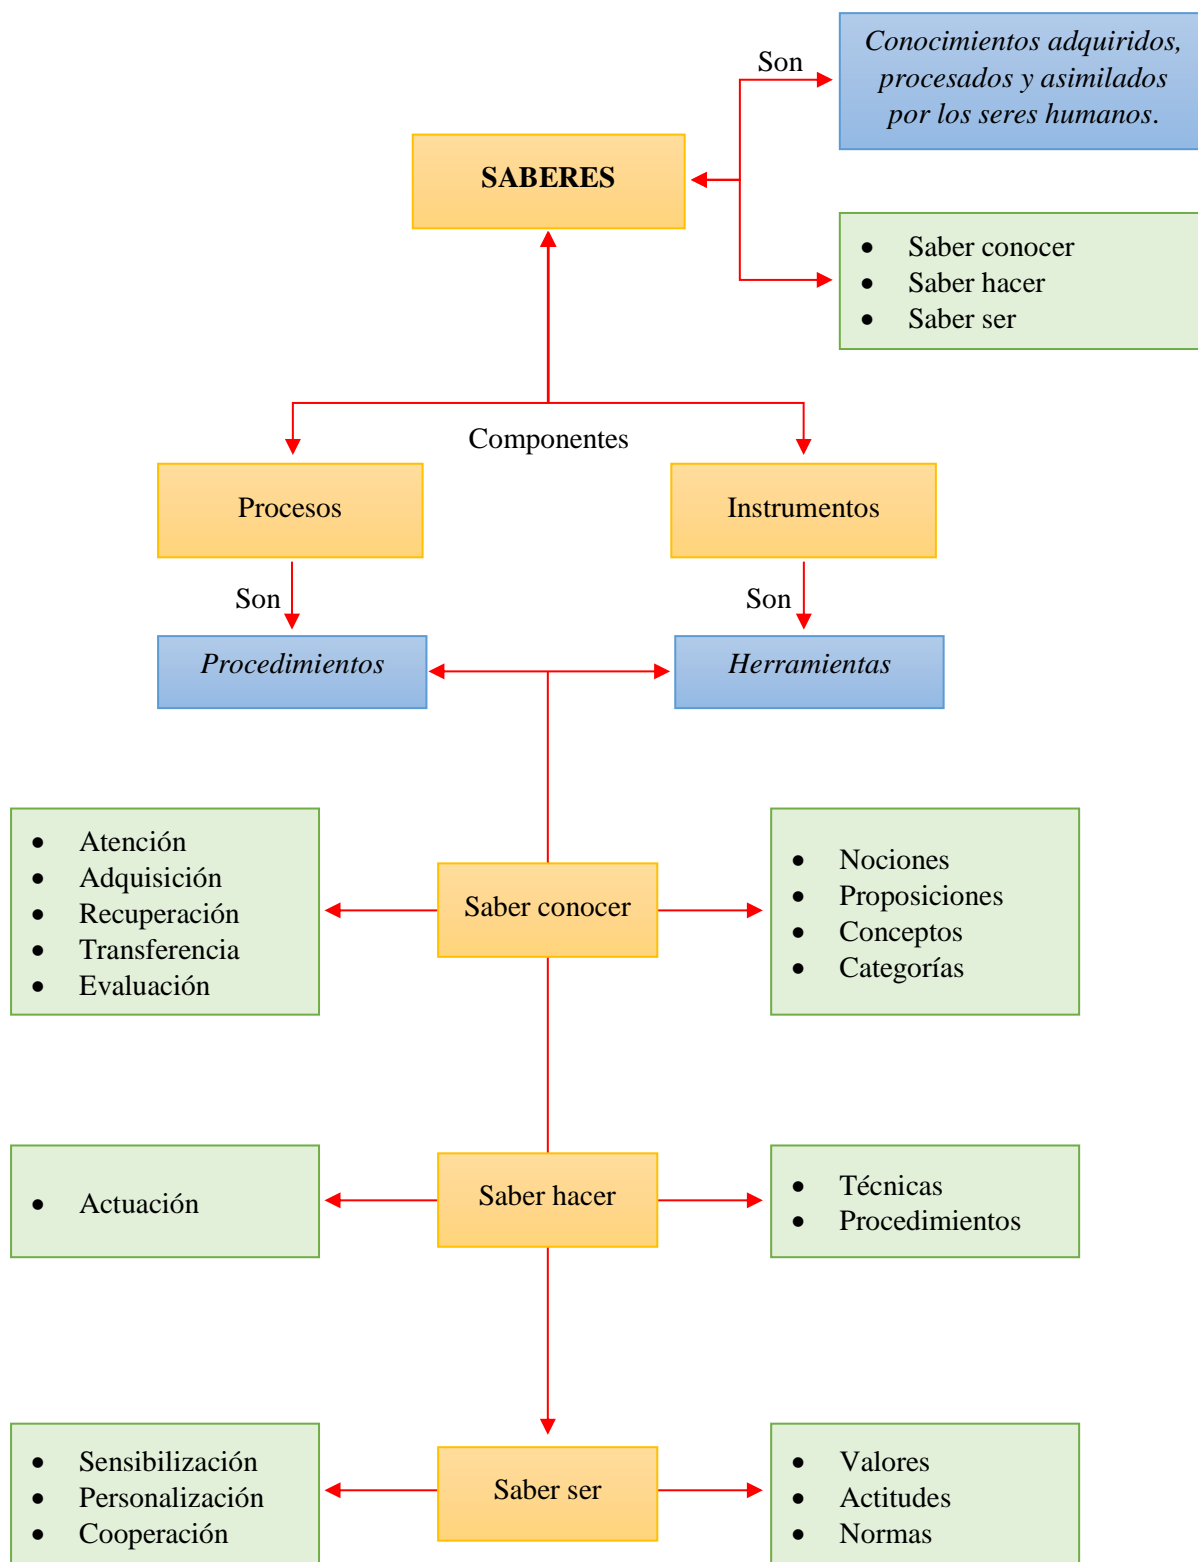 Son
Conocimientos adquiridos,
procesados y asimilados
por los seres humanos.
SABERES
• Saber conocer
• Saber hacer
• Saber ser
Componentes
Procesos
Instrumentos
Son
Son
Procedimientos
Herramientas
• Atención
• Adquisición
• Recuperación
• Transferencia
• Evaluación
Saber conocer
• Nociones
• Proposiciones
• Conceptos
• Categorías
• Actuación
Saber hacer
• Técnicas
• Procedimientos
• Sensibilización
• Personalización
• Cooperación
Saber ser
• Valores
• Actitudes
• Normas